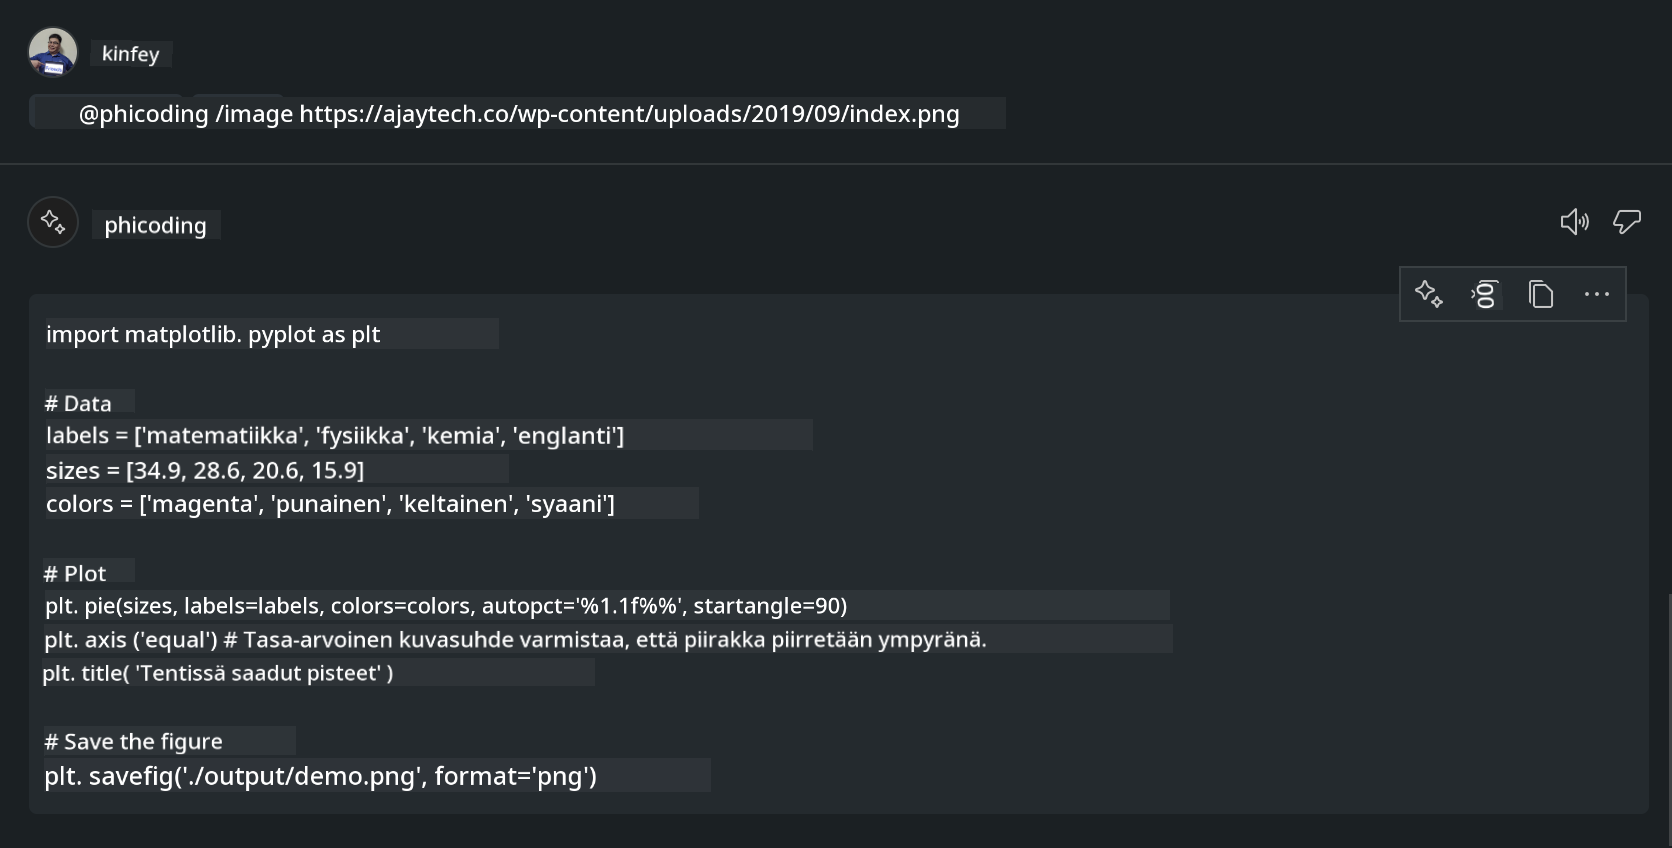 kinfey
@phicoding /image https://ajaytech.co/wp-content/uploads/2019/09/index.png
phicoding
import matplotlib. pyplot as plt
# Data
labels = ['matematiikka', 'fysiikka', 'kemia', 'englanti']
sizes = [34.9, 28.6, 20.6, 15.9]
colors = ['magenta', 'punainen', 'keltainen', 'syaani']
# Plot
plt. pie(sizes, labels=labels, colors=colors, autopct='%1.1f%%', startangle=90)
plt. axis ('equal') # Tasa-arvoinen kuvasuhde varmistaa, että piirakka piirretään ympyränä.
plt. title( 'Tentissä saadut pisteet' )
# Save the figure
plt. savefig('./output/demo.png', format='png')